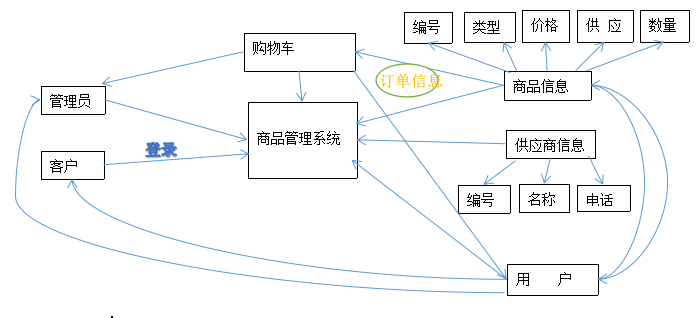 编号
类型
价格
供 应
数量
购物车
订单信息
商品信息
管理员
商品管理系统
登录
客户
供应商信息
编号
名称
电话
用 户